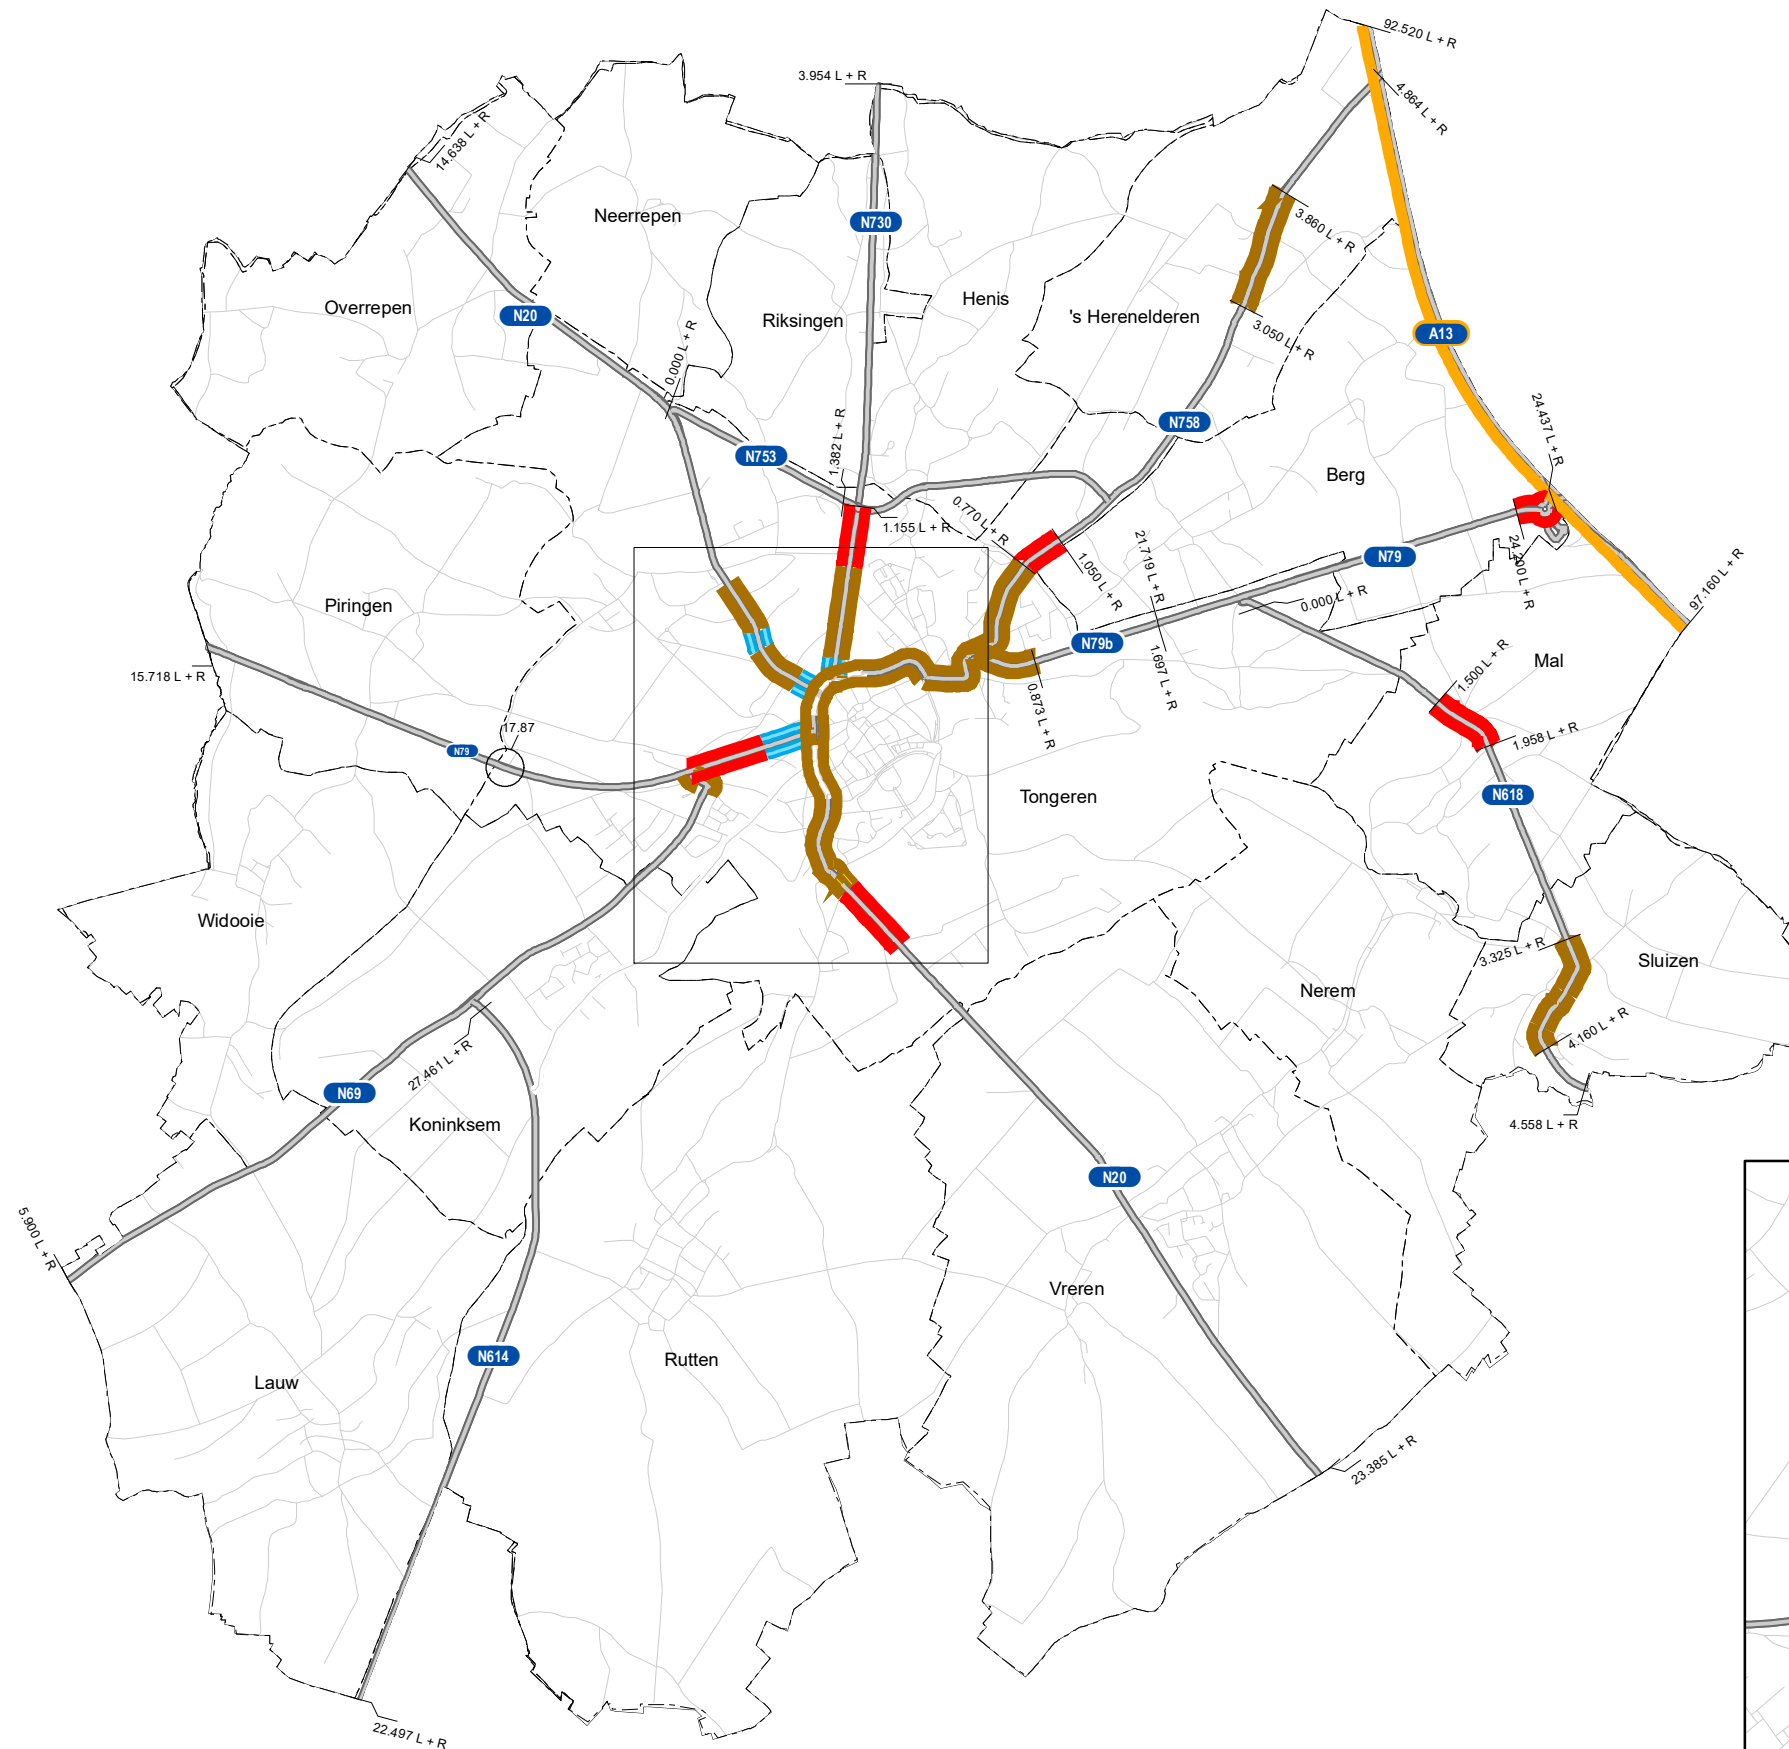 92.520 L + R
3.954 L + R
4.864 L + R
14.638 L + R
Neerrepen
N730
3.860 L + R
Henis
Overrepen
N20
Riksingen
's Herenelderen
3.050 L + R
A13
0.000 L + R
N758
N753
1.382 L + R
24.437 L + R
Berg
0.770 L + R
1.155 L + R
N79
21.719 L + R
1.050 L + R
24.200 L + R
97.160 L + R
Piringen
0.000 L + R
N79b
1.697 L + R
Mal
15.718 L + R
1.500 L + R
0.873 L + R
17.87
N79
1.958 L + R
Tongeren
N618
Widooie
3.325 L + R
Sluizen
Nerem
4.160 L + R
27.461 L + R
N69
Koninksem
4.558 L + R
N20
5.900 L + R
Vreren
N614
Rutten
Lauw
23.385 L + R
22.497 L + R